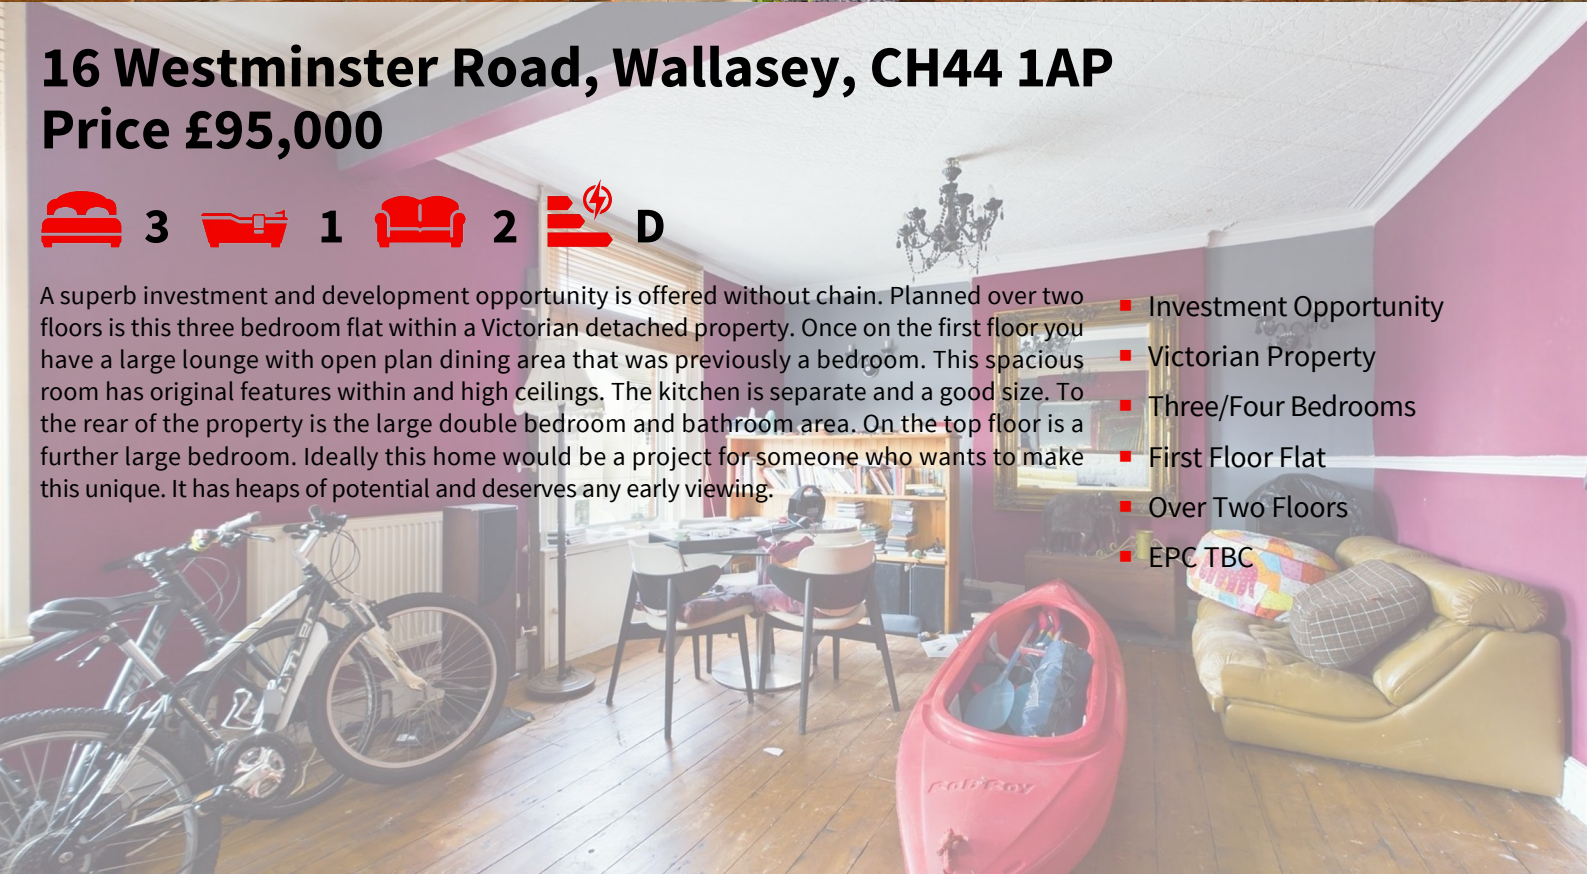 16 Westminster Road, Wallasey, CH44 1AP
Price £95,000
3 1 2 D
A superb investment and development opportunity is offered without chain. Planned over two
floors is this three bedroom flat within a Victorian detached property. Once on the first floor you
have a large lounge with open plan dining area that was previously a bedroom. This spacious
room has original features within and high ceilings. The kitchen is separate and a good size. To
the rear of the property is the large double bedroom and bathroom area. On the top floor is a
further large bedroom. Ideally this home would be a project for someone who wants to make
this unique. It has heaps of potential and deserves any early viewing.
Investment Opportunity
Victorian Property
Three/Four Bedrooms
First Floor Flat
Over Two Floors
EPC TBC